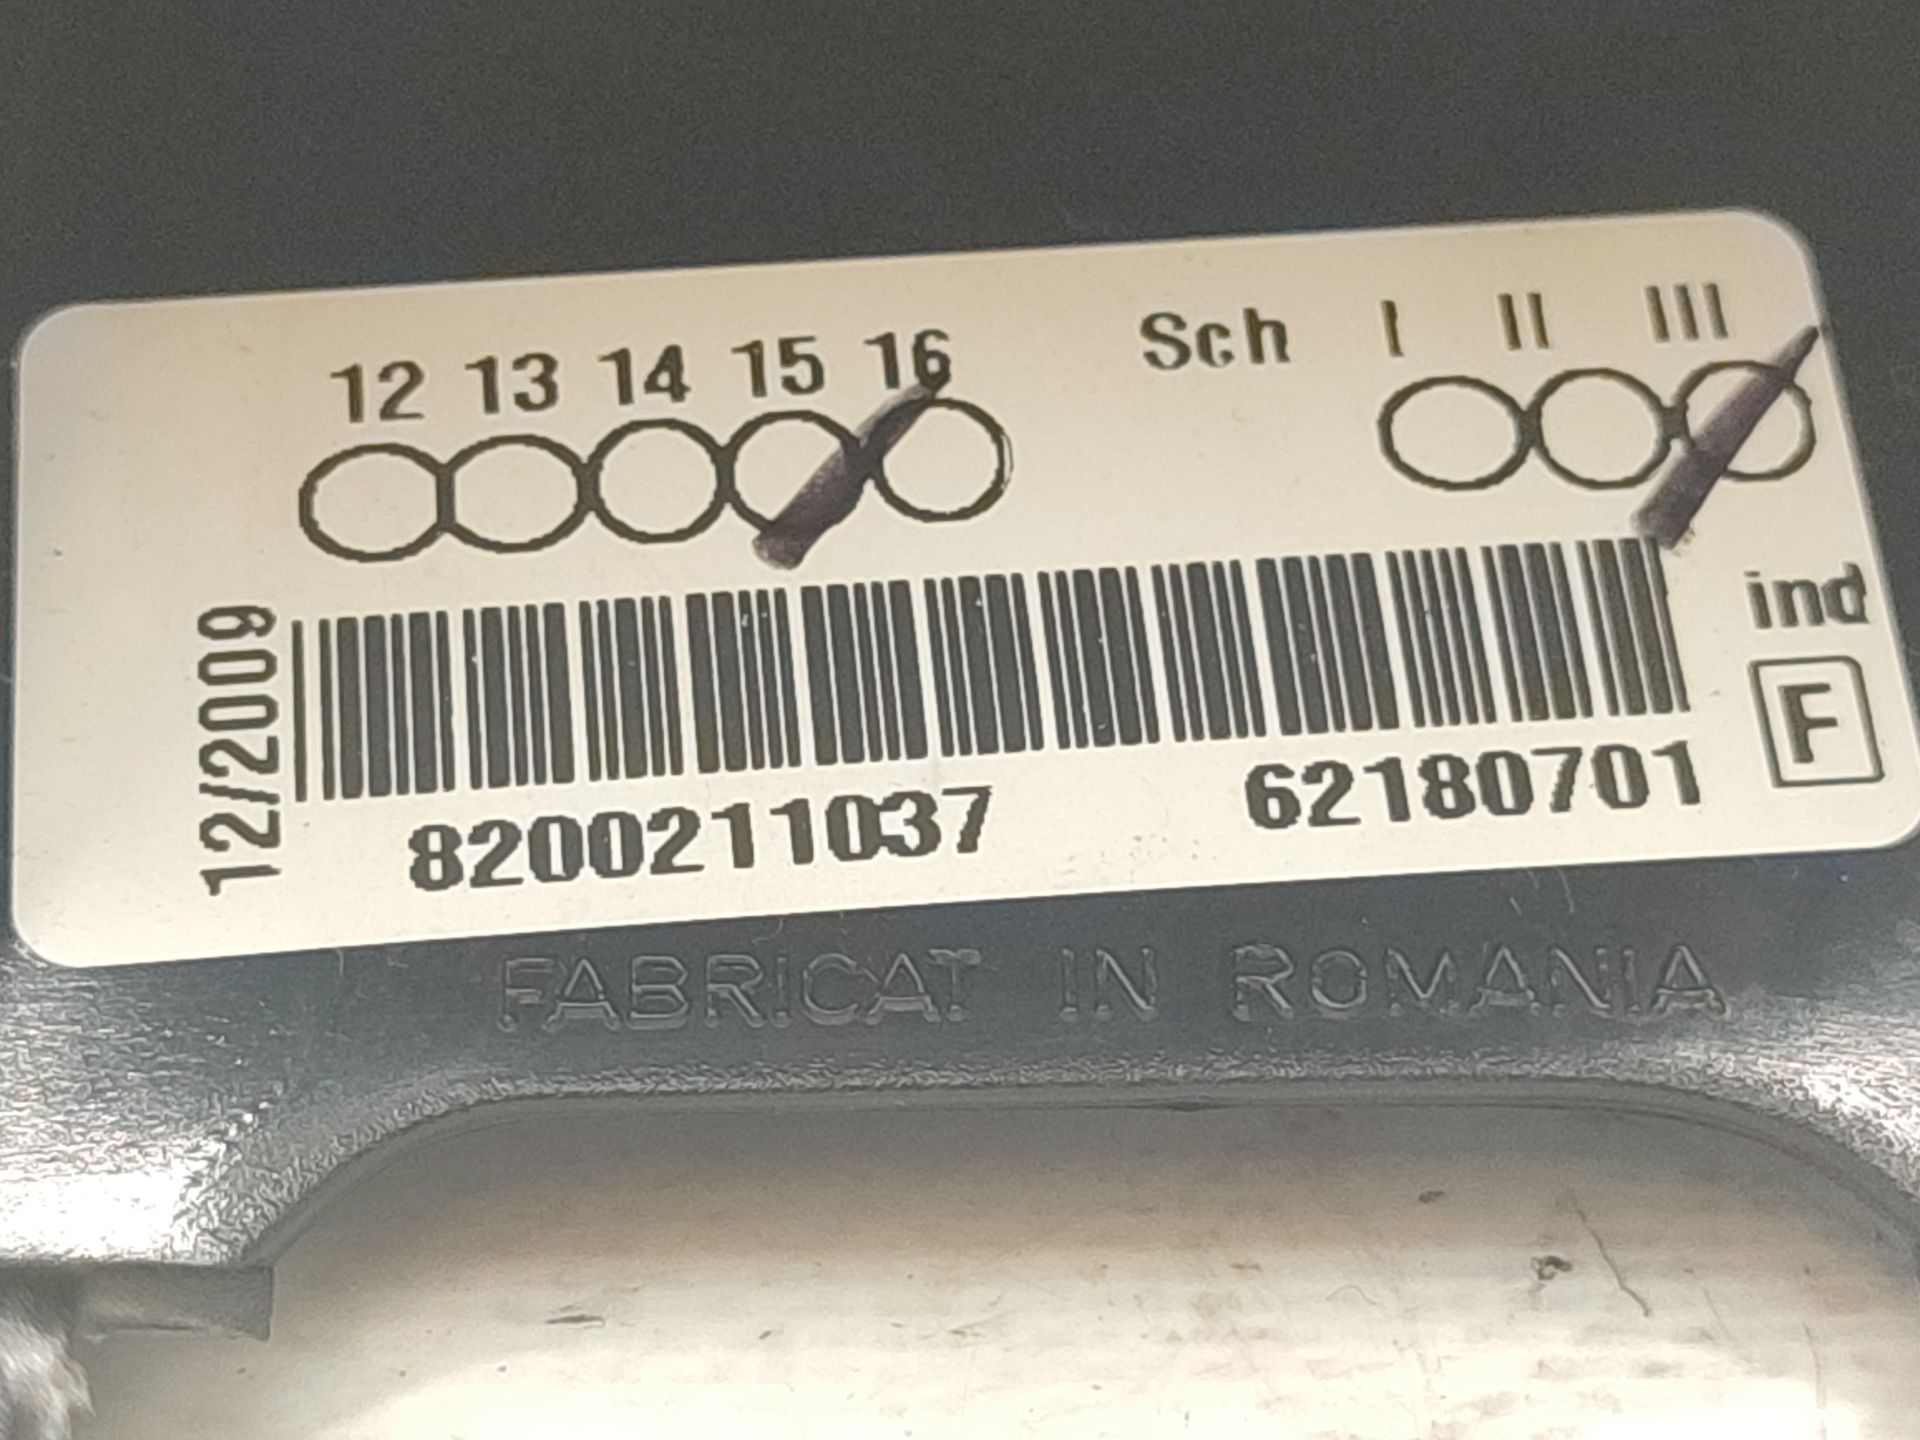 12 13 14 15 16 Sch I II III
12/2009
ind
F
8200211037 62180701
FABRICAT IN ROMANIA